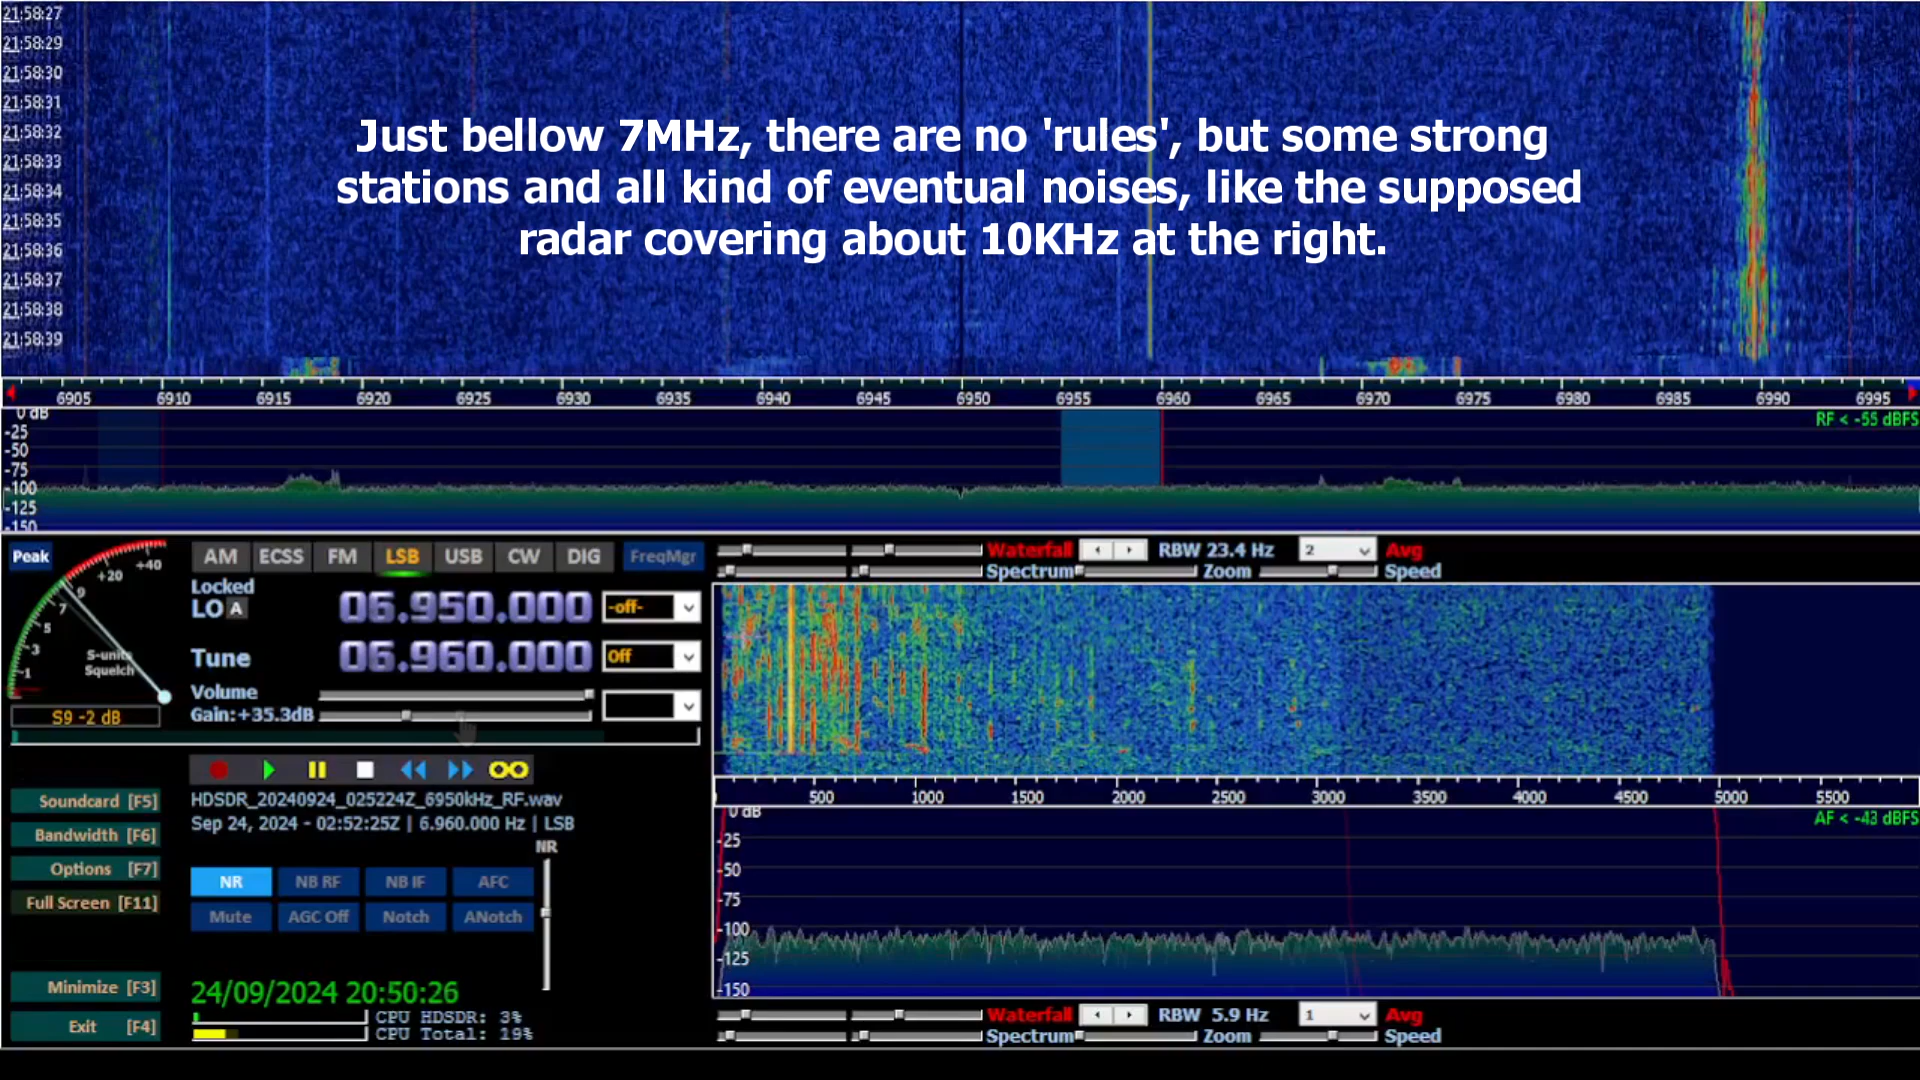 21:58:27
21:58:29
21:58:30
21:58:31
21:58:32
21:58:33
21:58:34
21:58:35
21:58:36
21:58:37
21:58:38
21:58:39
Just bellow 7MHz, there are no 'rules', but some strong
stations and all kind of eventual noises, like the supposed
radar covering about 10KHz at the right.
6905 6910 6915 6920 6925 6930 6935 6940 6945 6950 6955 6960 6965 6970 6975 6980 6985 6990 6995
0 dB
RF < -55 dBFS
-25
-50
-75
-100
-125
-150
Peak
1 3 5 7 9 +20 +40
S-units
Squelch
S9 -2 dB
AM ECSS FM LSB USB CW DIG FreqMgr
Locked
LO A 06.950.000 -off-
Tune 06.960.000 Off
Volume
Gain:+35.3dB
HDSDR_20240924_025224Z_6950kHz_RF.wav
Sep 24, 2024 - 02:52:25Z | 6.960.000 Hz | LSB
NR
NR NB RF NB IF AFC
Mute AGC Off Notch ANotch
Soundcard [F5]
Bandwidth [F6]
Options [F7]
Full Screen [F11]
Minimize [F3]
Exit [F4]
24/09/2024 20:50:26
CPU HDSDR: 3%
CPU Total: 19%
Waterfall RBW 23.4 Hz 2 Avg
Spectrum Zoom Speed
500 1000 1500 2000 2500 3000 3500 4000 4500 5000 5500
0 dB
AF < -43 dBFS
-25
-50
-75
-100
-125
-150
Waterfall RBW 5.9 Hz 1 Avg
Spectrum Zoom Speed